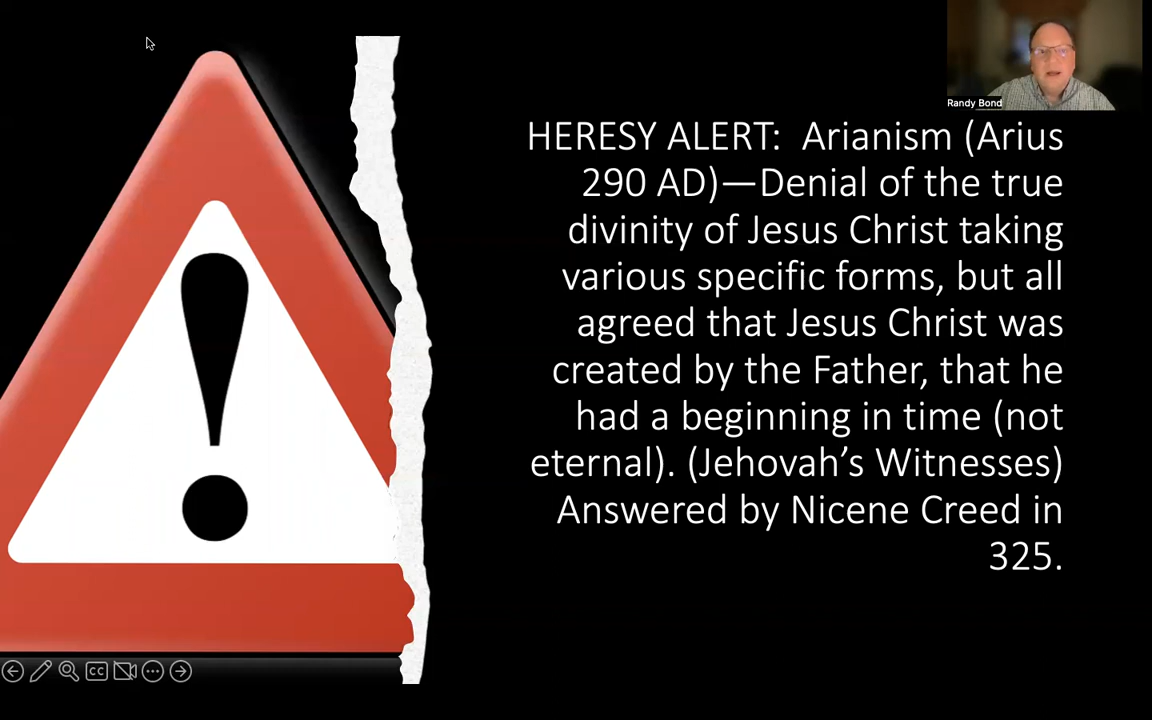 Randy Bond
HERESY ALERT:  Arianism (Arius
290 AD)—Denial of the true
divinity of Jesus Christ taking
various specific forms, but all
agreed that Jesus Christ was
created by the Father, that he
had a beginning in time (not
eternal). (Jehovah’s Witnesses)
Answered by Nicene Creed in
325.
CC